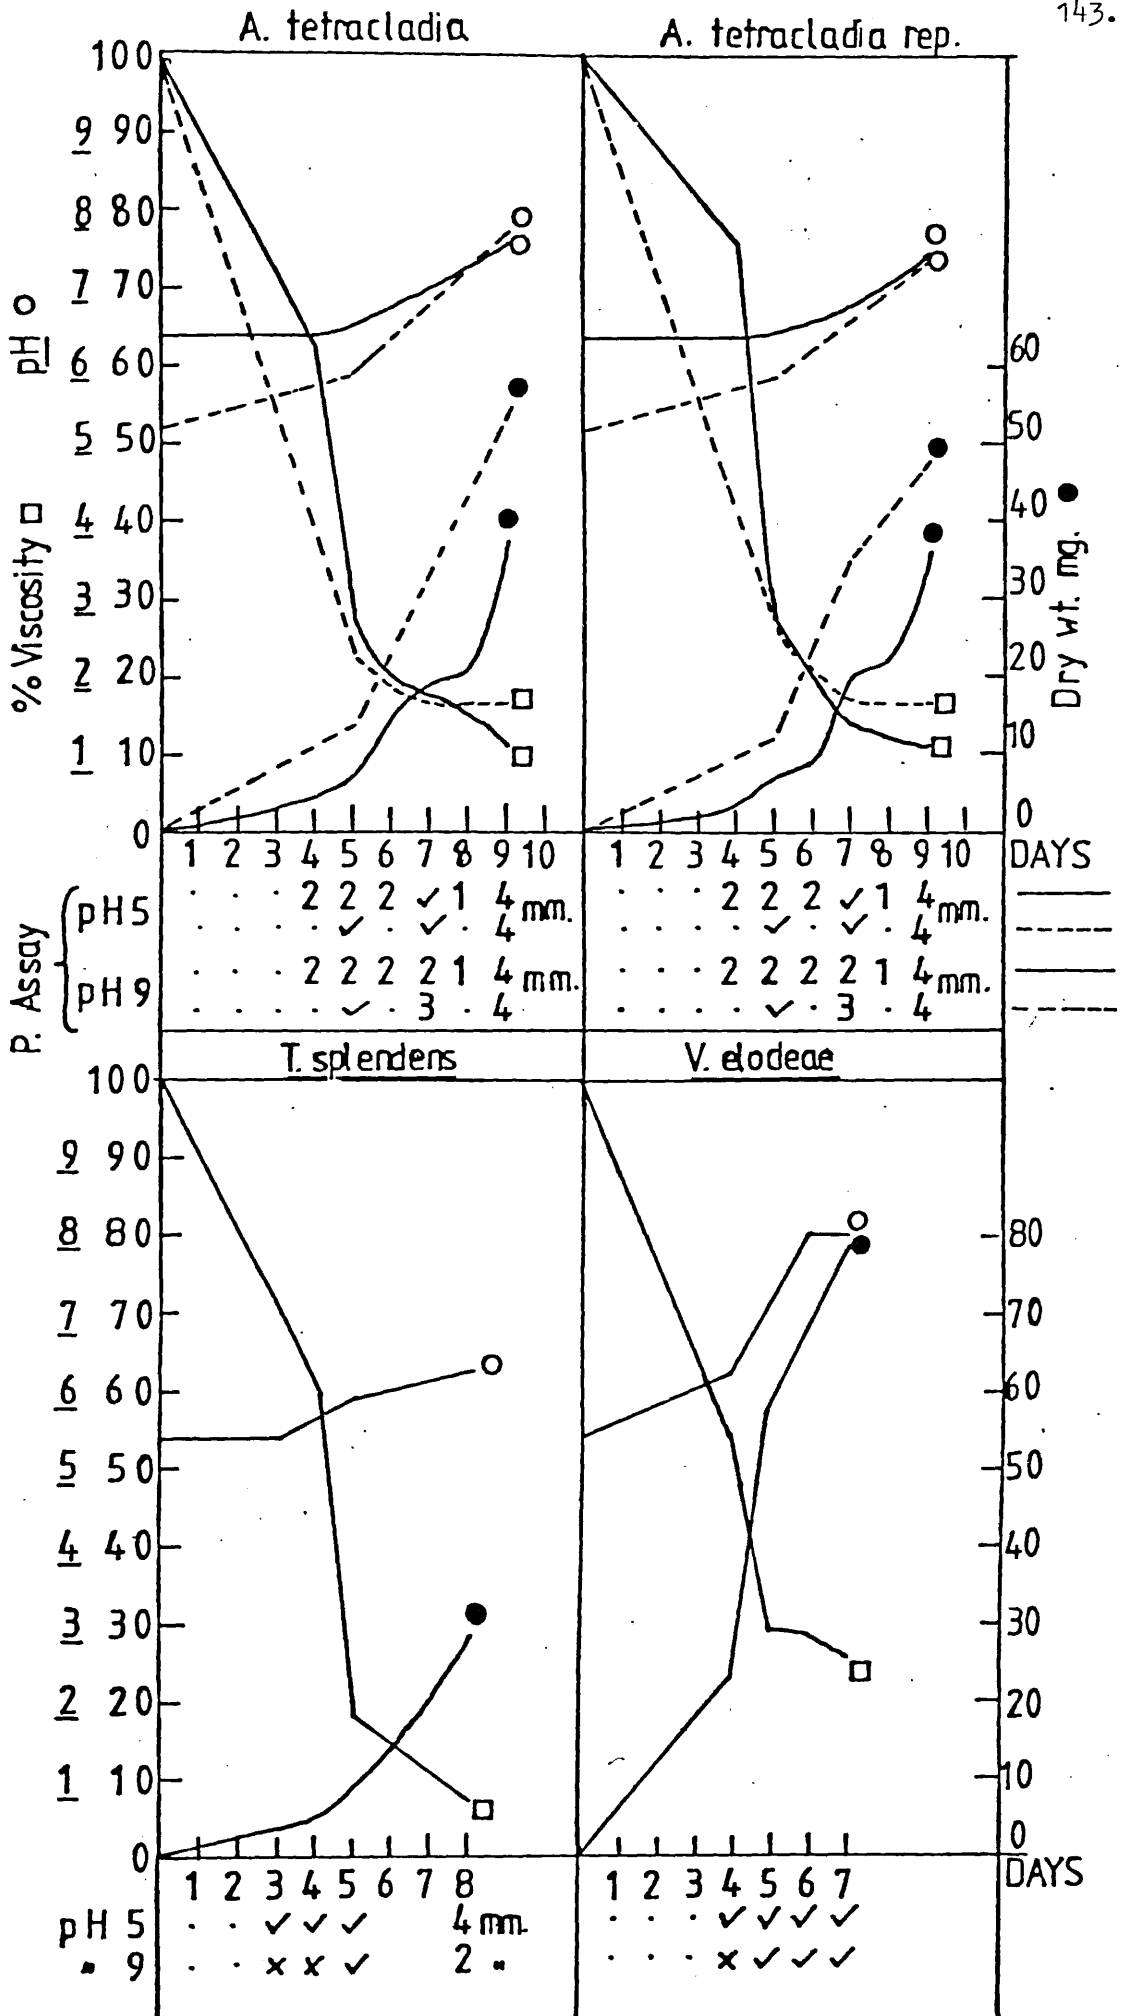 143.
A. tetracladia A. tetracladia rep.
100
9 90
8 80
7 70
6 60 60
5 50 50
4 40 40
3 30 30
2 20 20
1 10 10
0 0
pH O
% Viscosity □
Dry wt. mg. ●
1 2 3 4 5 6 7 8 9 10 1 2 3 4 5 6 7 8 9 10 DAYS
P. Assay
pH5 . . . 2 2 2 ✓ 1 4 mm. . . . 2 2 2 ✓ 1 4 mm.
. . . . ✓ . ✓ . 4 . . . . ✓ . ✓ . 4
pH9 . . . 2 2 2 2 1 4 mm. . . . 2 2 2 2 1 4 mm.
. . . . ✓ . 3 . 4 . . . . ✓ . 3 . 4
T. splendens V. elodeae
100
9 90
8 80 80
7 70 70
6 60 60
5 50 50
4 40 40
3 30 30
2 20 20
1 10 10
0 0
1 2 3 4 5 6 7 8 1 2 3 4 5 6 7 DAYS
pH 5 . . ✓ ✓ ✓ 4 mm. . . . ✓ ✓ ✓ ✓
" 9 . . x x ✓ 2 " . . . x ✓ ✓ ✓